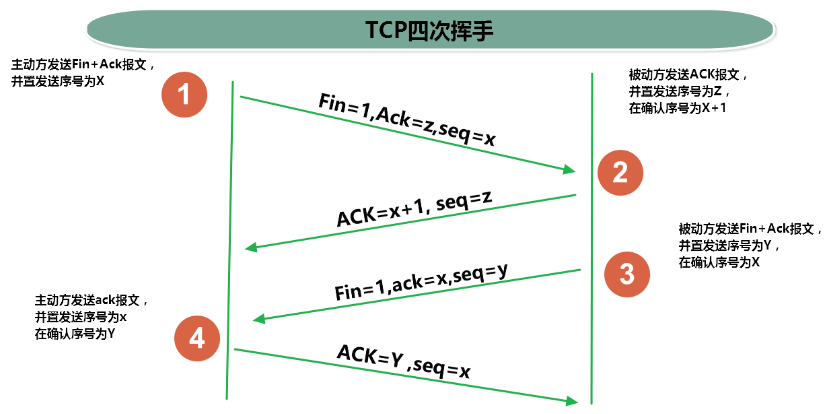 TCP四次挥手
主动方发送Fin+Ack报文，
并置发送序号为X
1
被动方发送ACK报文，
并置发送序号为Z，
在确认序号为X+1
Fin=1,Ack=z,seq=x
2
ACK=x+1, seq=z
被动方发送Fin+Ack报文，
并置发送序号为Y，
在确认序号为X
3
Fin=1,ack=x,seq=y
主动方发送ack报文，
并置发送序号为x
在确认序号为Y
4
ACK=Y ,seq=x